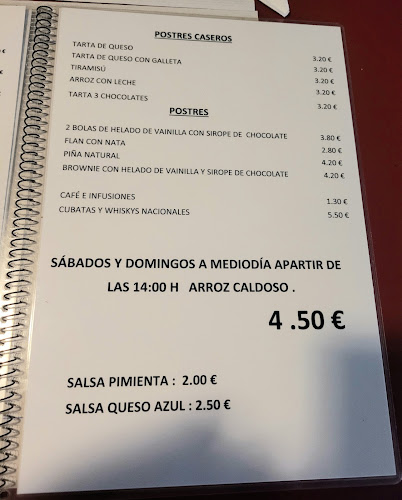 POSTRES CASEROS
TARTA DE QUESO 3.20 €
TARTA DE QUESO CON GALLETA 3.20 €
TIRAMISÚ 3.20 €
ARROZ CON LECHE 3.20 €
TARTA 3 CHOCOLATES 3.20 €
POSTRES
2 BOLAS DE HELADO DE VAINILLA CON SIROPE DE CHOCOLATE 3.80 €
FLAN CON NATA 2.80 €
PIÑA NATURAL 4.20 €
BROWNIE CON HELADO DE VAINILLA Y SIROPE DE CHOCOLATE 4.20 €
CAFÉ E INFUSIONES 1.30 €
CUBATAS Y WHISKYS NACIONALES 5.50 €
SÁBADOS Y DOMINGOS A MEDIODÍA APARTIR DE
LAS 14:00 H ARROZ CALDOSO .
4 .50 €
SALSA PIMIENTA : 2.00 €
SALSA QUESO AZUL : 2.50 €